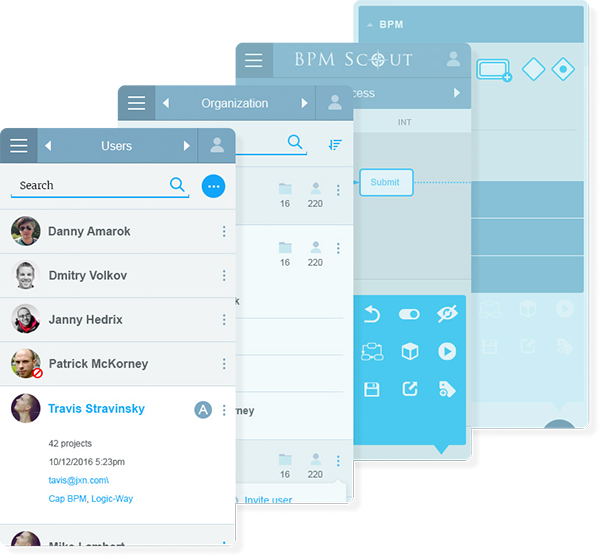 BPM
BPM Scout
cess
Organization
INT
Users
Submit
Search
16 220
Danny Amarok
16 220
Dmitry Volkov
Janny Hedrix
Patrick McKorney
Travis Stravinsky
A
rney
42 projects
10/12/2016 5:23pm
16 220
tavis@jxn.com\
Cap BPM, Logic-Way
Invite user
Mike Lambert